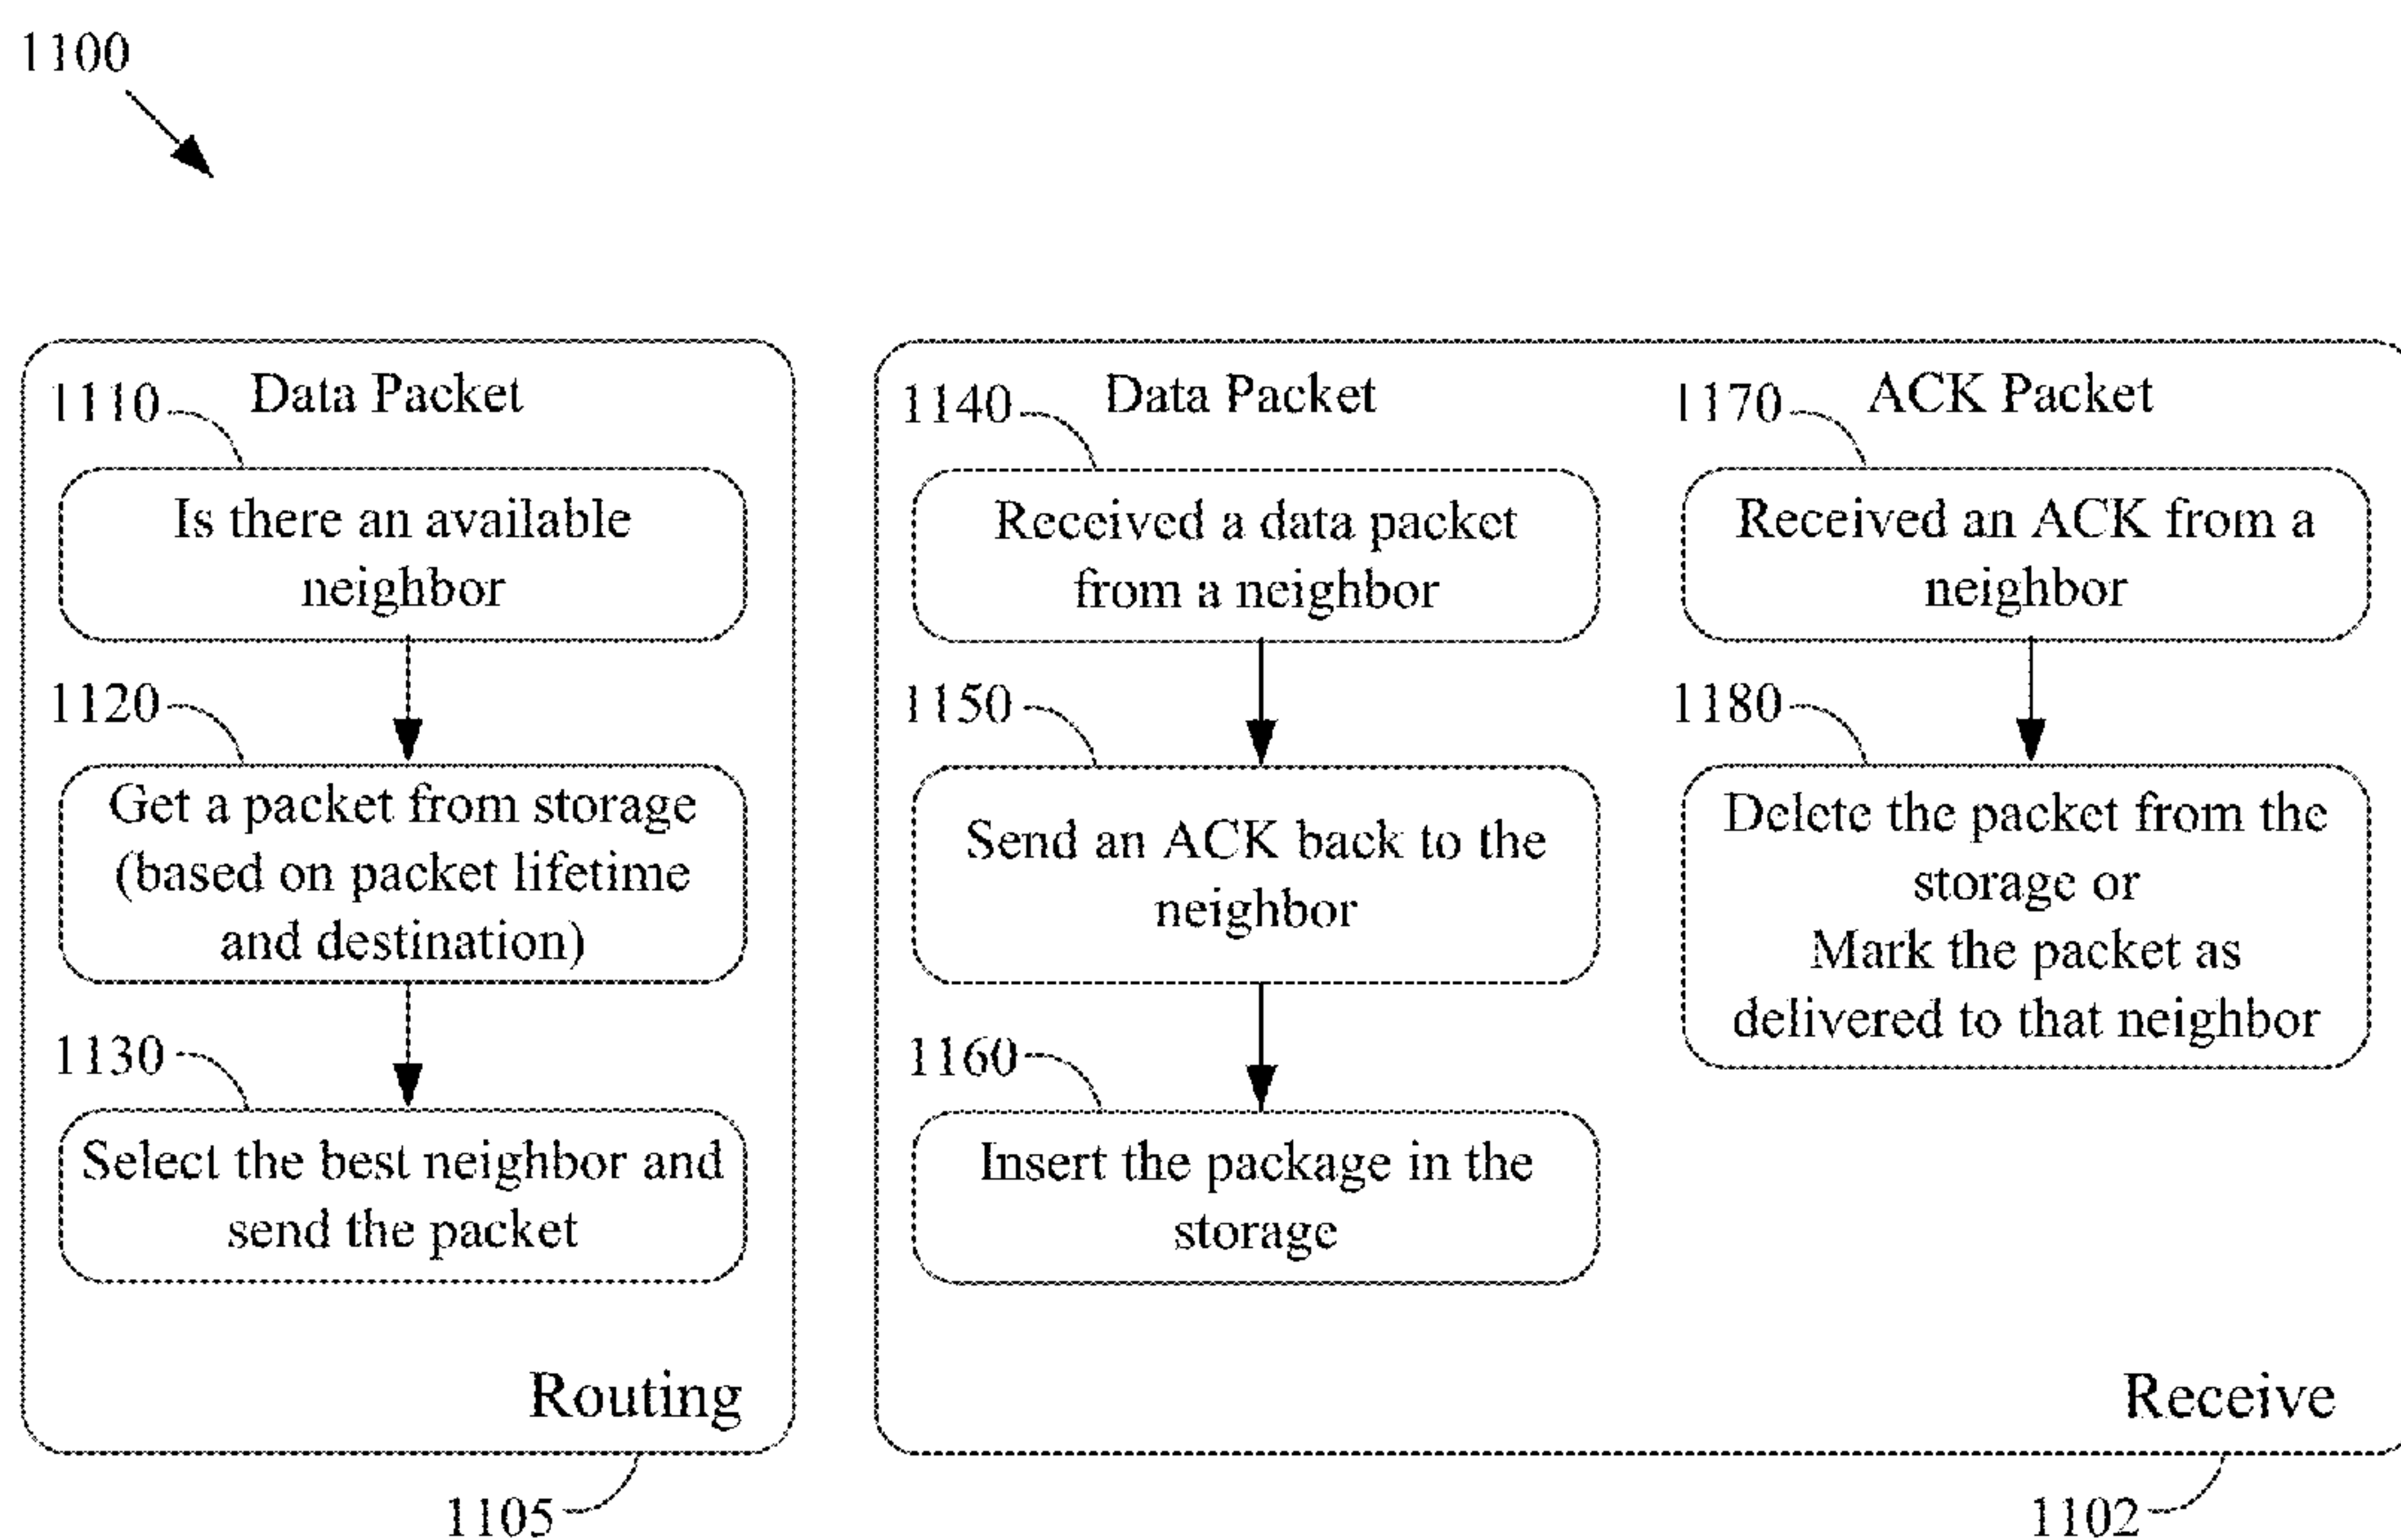 1100
1110
Data Packet
Is there an available
neighbor
1120
Get a packet from storage
(based on packet lifetime
and destination)
1130
Select the best neighbor and
send the packet
Routing
1105
1140
Data Packet
Received a data packet
from a neighbor
1150
Send an ACK back to the
neighbor
1160
Insert the package in the
storage
1170
ACK Packet
Received an ACK from a
neighbor
1180
Delete the packet from the
storage or
Mark the packet as
delivered to that neighbor
Receive
1102